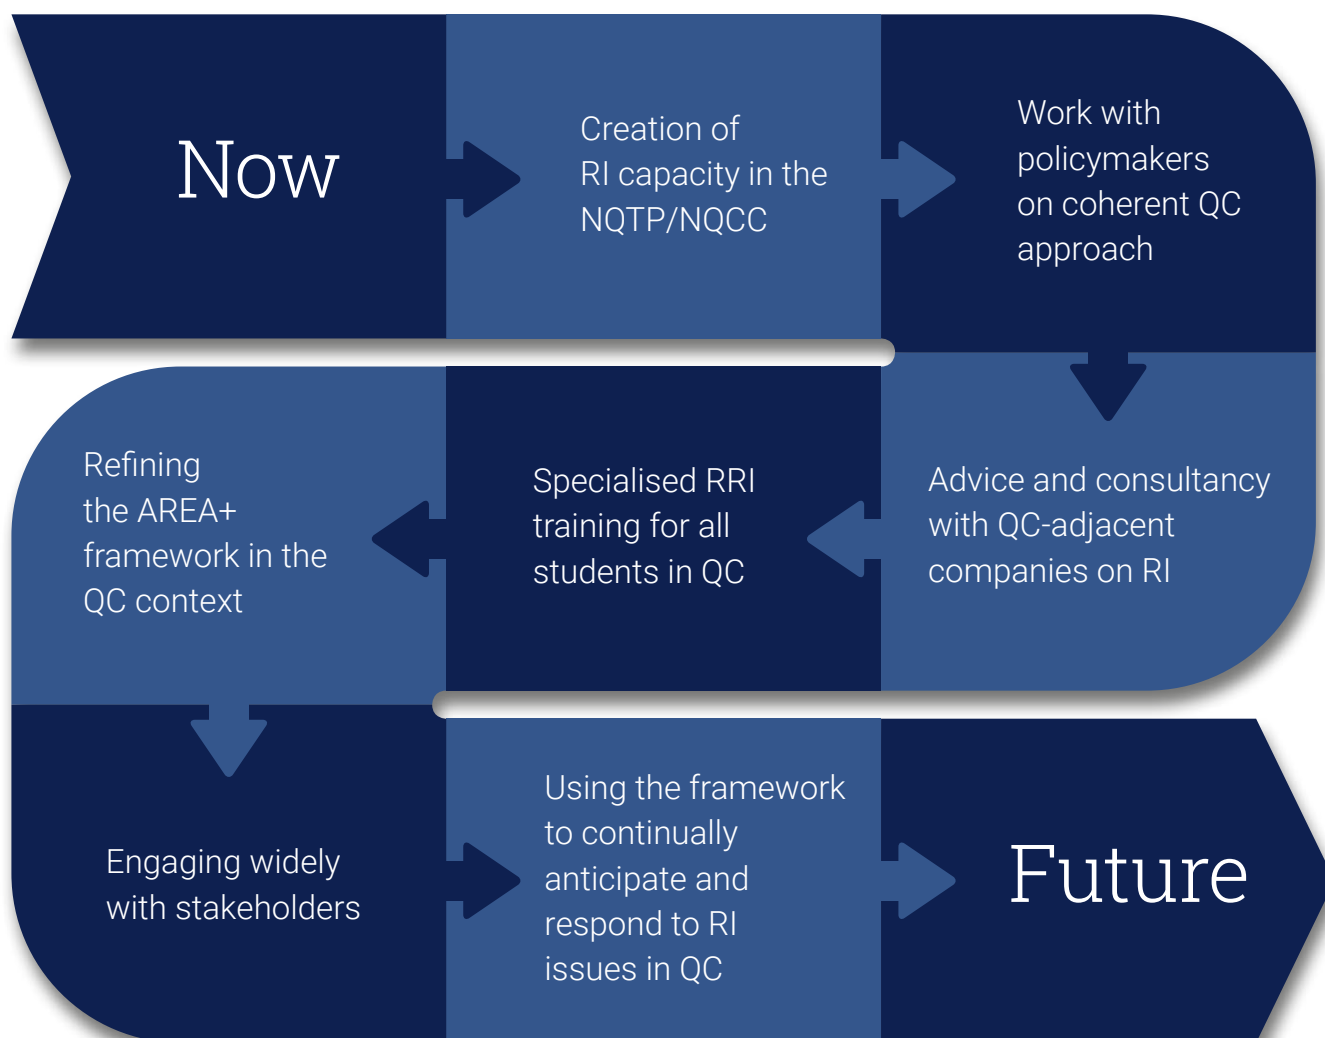 Now
Creation of
RI capacity in the
NQTP/NQCC
Work with
policymakers
on coherent QC
approach
Advice and consultancy
with QC-adjacent
companies on RI
Specialised RRI
training for all
students in QC
Refining
the AREA+
framework in the
QC context
Engaging widely
with stakeholders
Using the framework
to continually
anticipate and
respond to RI
issues in QC
Future